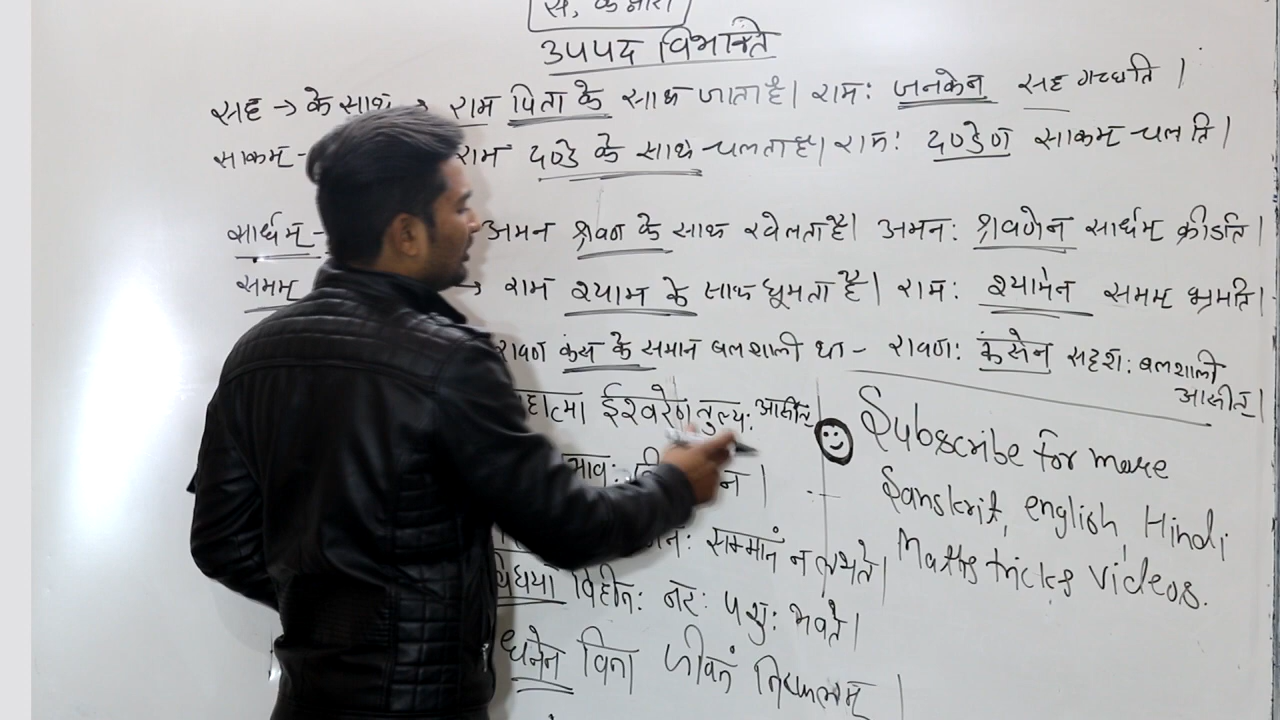 उपपद विभक्ति
सह → के साथ → राम पिता के साथ जाता है। रामः जनकेन सह गच्छति।
साकम - राम दण्डे के साथ चलता है। रामः दण्डेण साकम चलति।
सार्धम् - अमन श्रवण के साथ खेलता है। अमनः श्रवणेन सार्धम् क्रीडति।
समम → राम श्याम के साथ घूमता है। रामः श्यामेन समम भ्रमति।
रावण कंस के समान बलशाली था - रावणः कंसेन सदृशः बलशाली
आसीत्।
ईश्वरेण तुल्यः आसीत्
सम्मानं न लभते।
विहीनः नरः पशुः भवते।
धनेन विना जीवनं
Subscribe for more
Sanskrit, english, Hindi
Maths tricks videos.